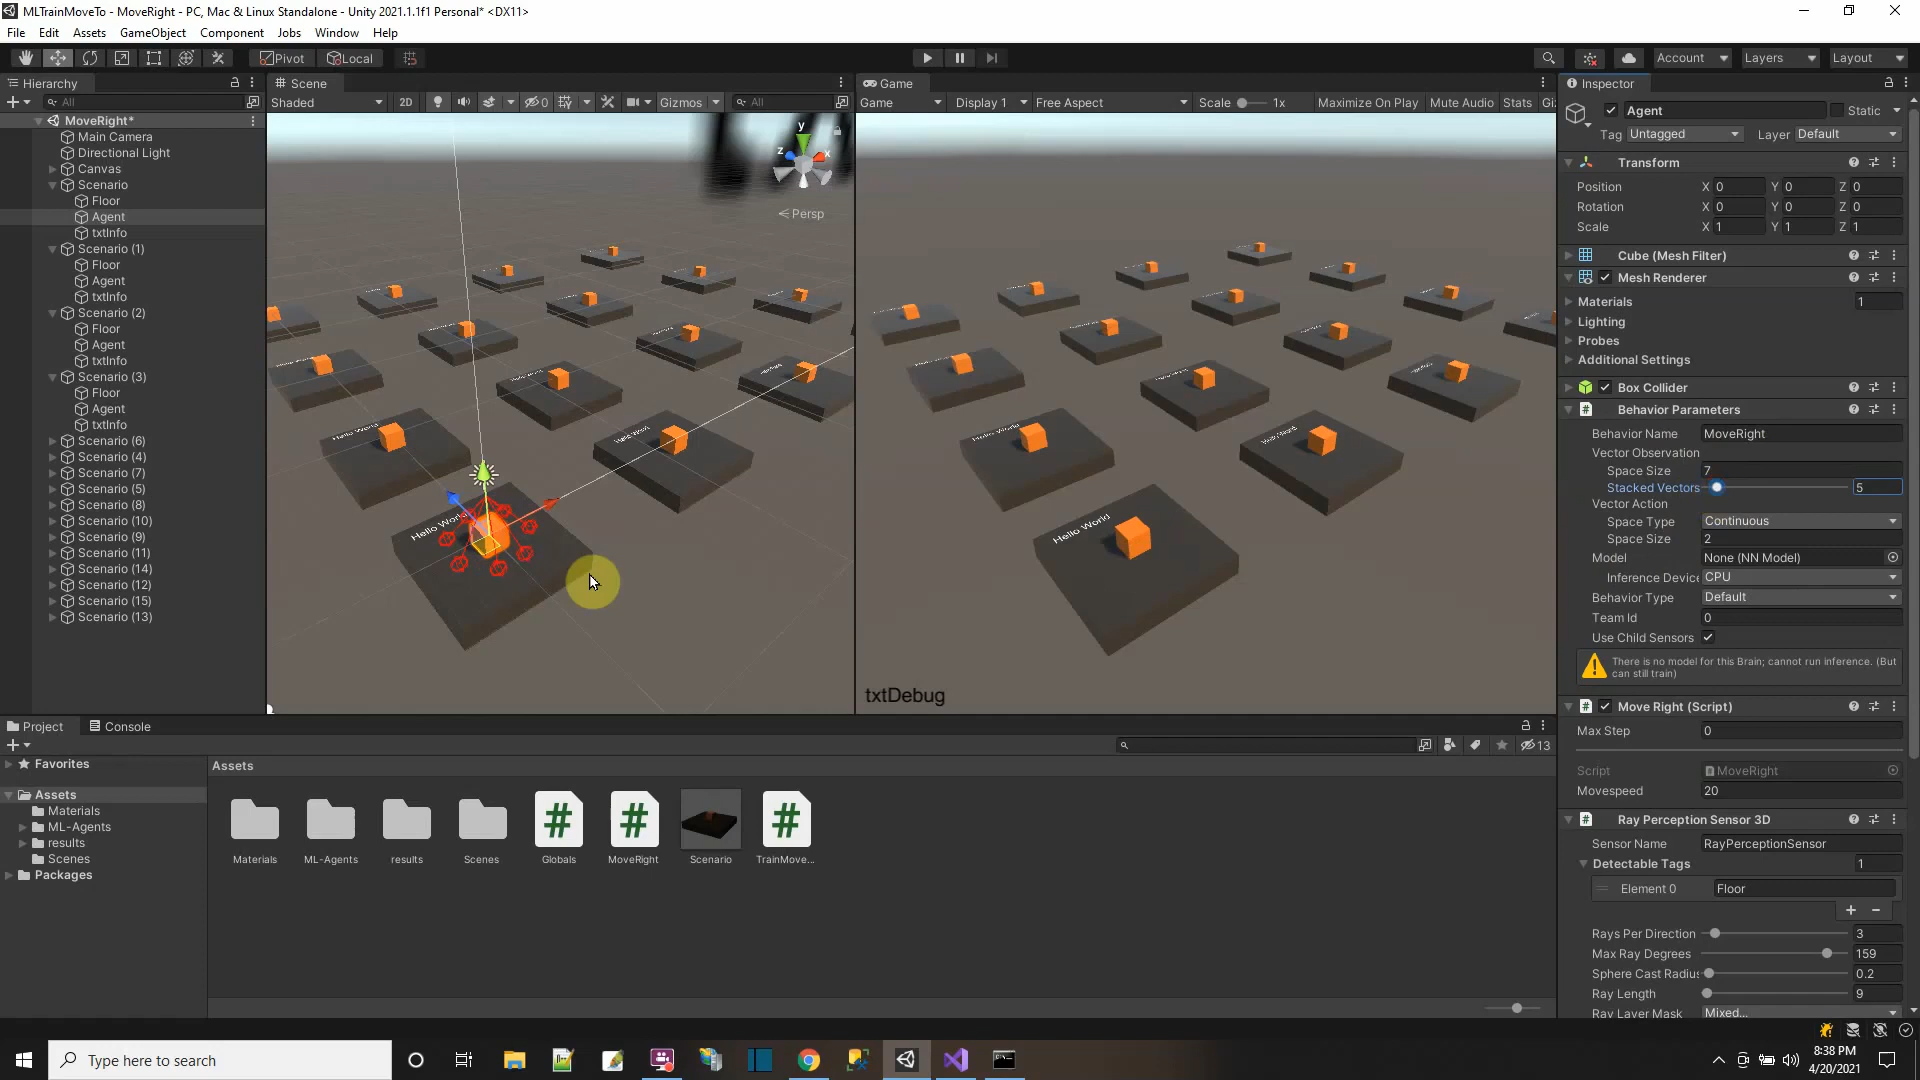 MLTrainMoveTo - MoveRight - PC, Mac & Linux Standalone - Unity 2021.1.1f1 Personal* <DX11>
File Edit Assets GameObject Component Jobs Window Help
Pivot Local Account Layers Layout
Hierarchy
All
MoveRight*
Main Camera
Directional Light
Canvas
Scenario
Floor
Agent
txtInfo
Scenario (1)
Floor
Agent
txtInfo
Scenario (2)
Floor
Agent
txtInfo
Scenario (3)
Floor
Agent
txtInfo
Scenario (6)
Scenario (4)
Scenario (7)
Scenario (5)
Scenario (8)
Scenario (10)
Scenario (9)
Scenario (11)
Scenario (14)
Scenario (12)
Scenario (15)
Scenario (13)
Scene
Shaded 2D 0 Gizmos All
y
z x
Persp
Hello World
Hello World
Game
Game Display 1 Free Aspect Scale 1x Maximize On Play Mute Audio Stats Giz
Hello World
Hello World
txtDebug
Inspector
Agent Static
Tag Untagged Layer Default
Transform
Position X 0 Y 0 Z 0
Rotation X 0 Y 0 Z 0
Scale X 1 Y 1 Z 1
Cube (Mesh Filter)
Mesh Renderer
Materials 1
Lighting
Probes
Additional Settings
Box Collider
Behavior Parameters
Behavior Name MoveRight
Vector Observation
Space Size 7
Stacked Vectors 5
Vector Action
Space Type Continuous
Space Size 2
Model None (NN Model)
Inference Device CPU
Behavior Type Default
Team Id 0
Use Child Sensors
There is no model for this Brain; cannot run inference. (But
can still train)
Move Right (Script)
Max Step 0
Script MoveRight
Movespeed 20
Ray Perception Sensor 3D
Sensor Name RayPerceptionSensor
Detectable Tags 1
Element 0 Floor
Rays Per Direction 3
Max Ray Degrees 159
Sphere Cast Radius 0.2
Ray Length 9
Ray Layer Mask Mixed...
Project Console
13
Favorites
Assets
Materials
ML-Agents
results
Scenes
Packages
Assets
Materials ML-Agents results Scenes Globals MoveRight Scenario TrainMove...
Type here to search
8:38 PM
4/20/2021